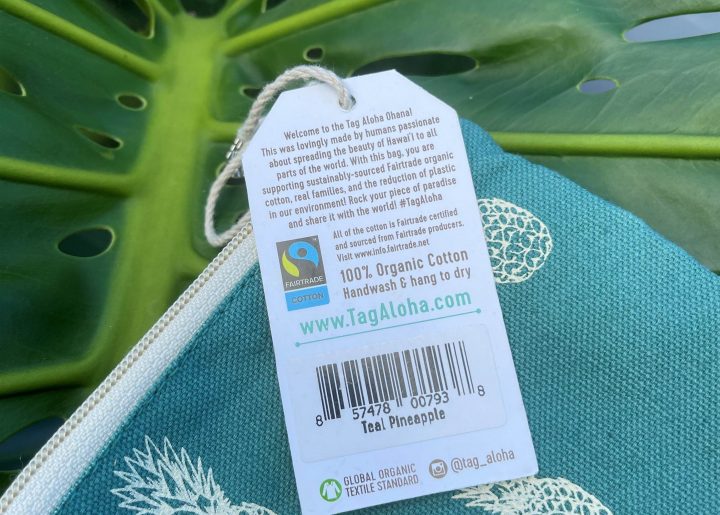 Welcome to the Tag Aloha Ohana!
This was lovingly made by humans passionate
about spreading the beauty of Hawai'i to all
parts of the world. With this bag, you are
supporting sustainably-sourced Fairtrade organic
cotton, real families, and the reduction of plastic
in our environment! Rock your piece of paradise
and share it with the world! #TagAloha
All of the cotton is Fairtrade certified
and sourced from Fairtrade producers.
Visit www.info.fairtrade.net
FAIRTRADE
COTTON
100% Organic Cotton
Handwash & hang to dry
www.TagAloha.com
8 57478 00793 8
Teal Pineapple
GLOBAL ORGANIC
TEXTILE STANDARD
@tag_aloha